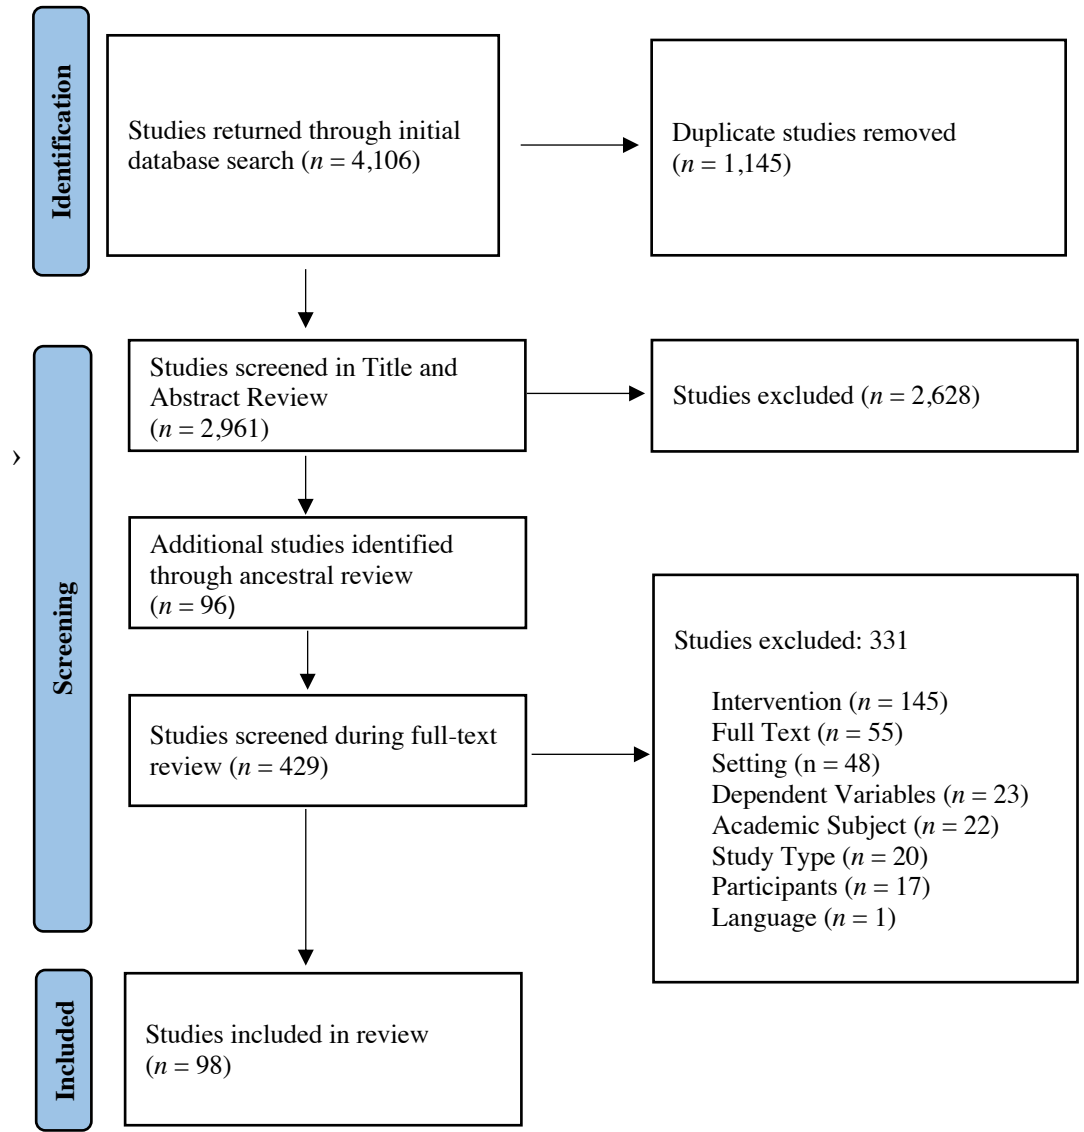 Identification
Studies returned through initial
database search (n = 4,106)
Duplicate studies removed
(n = 1,145)
Screening
Studies screened in Title and
Abstract Review
(n = 2,961)
Studies excluded (n = 2,628)
›
Additional studies identified
through ancestral review
(n = 96)
Studies screened during full-text
review (n = 429)
Studies excluded: 331
Intervention (n = 145)
Full Text (n = 55)
Setting (n = 48)
Dependent Variables (n = 23)
Academic Subject (n = 22)
Study Type (n = 20)
Participants (n = 17)
Language (n = 1)
Included
Studies included in review
(n = 98)